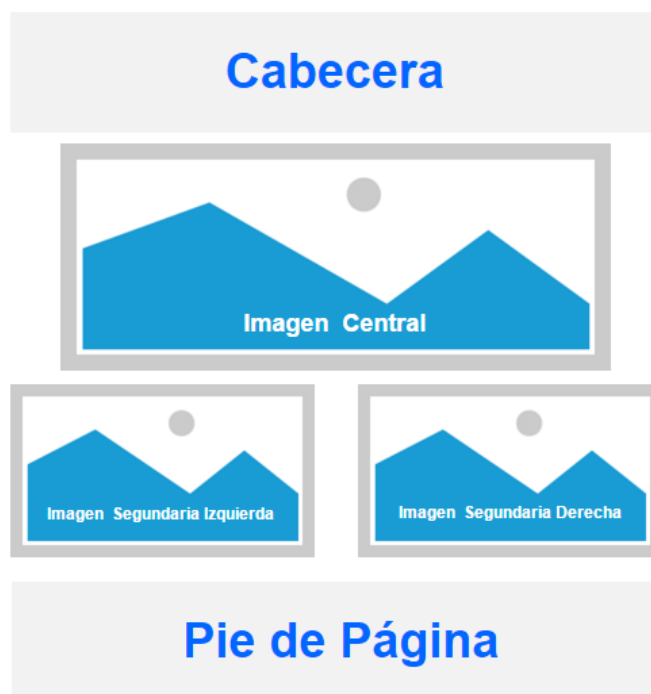 Cabecera
Imagen Central
Imagen Segundaria Izquierda
Imagen Segundaria Derecha
Pie de Página